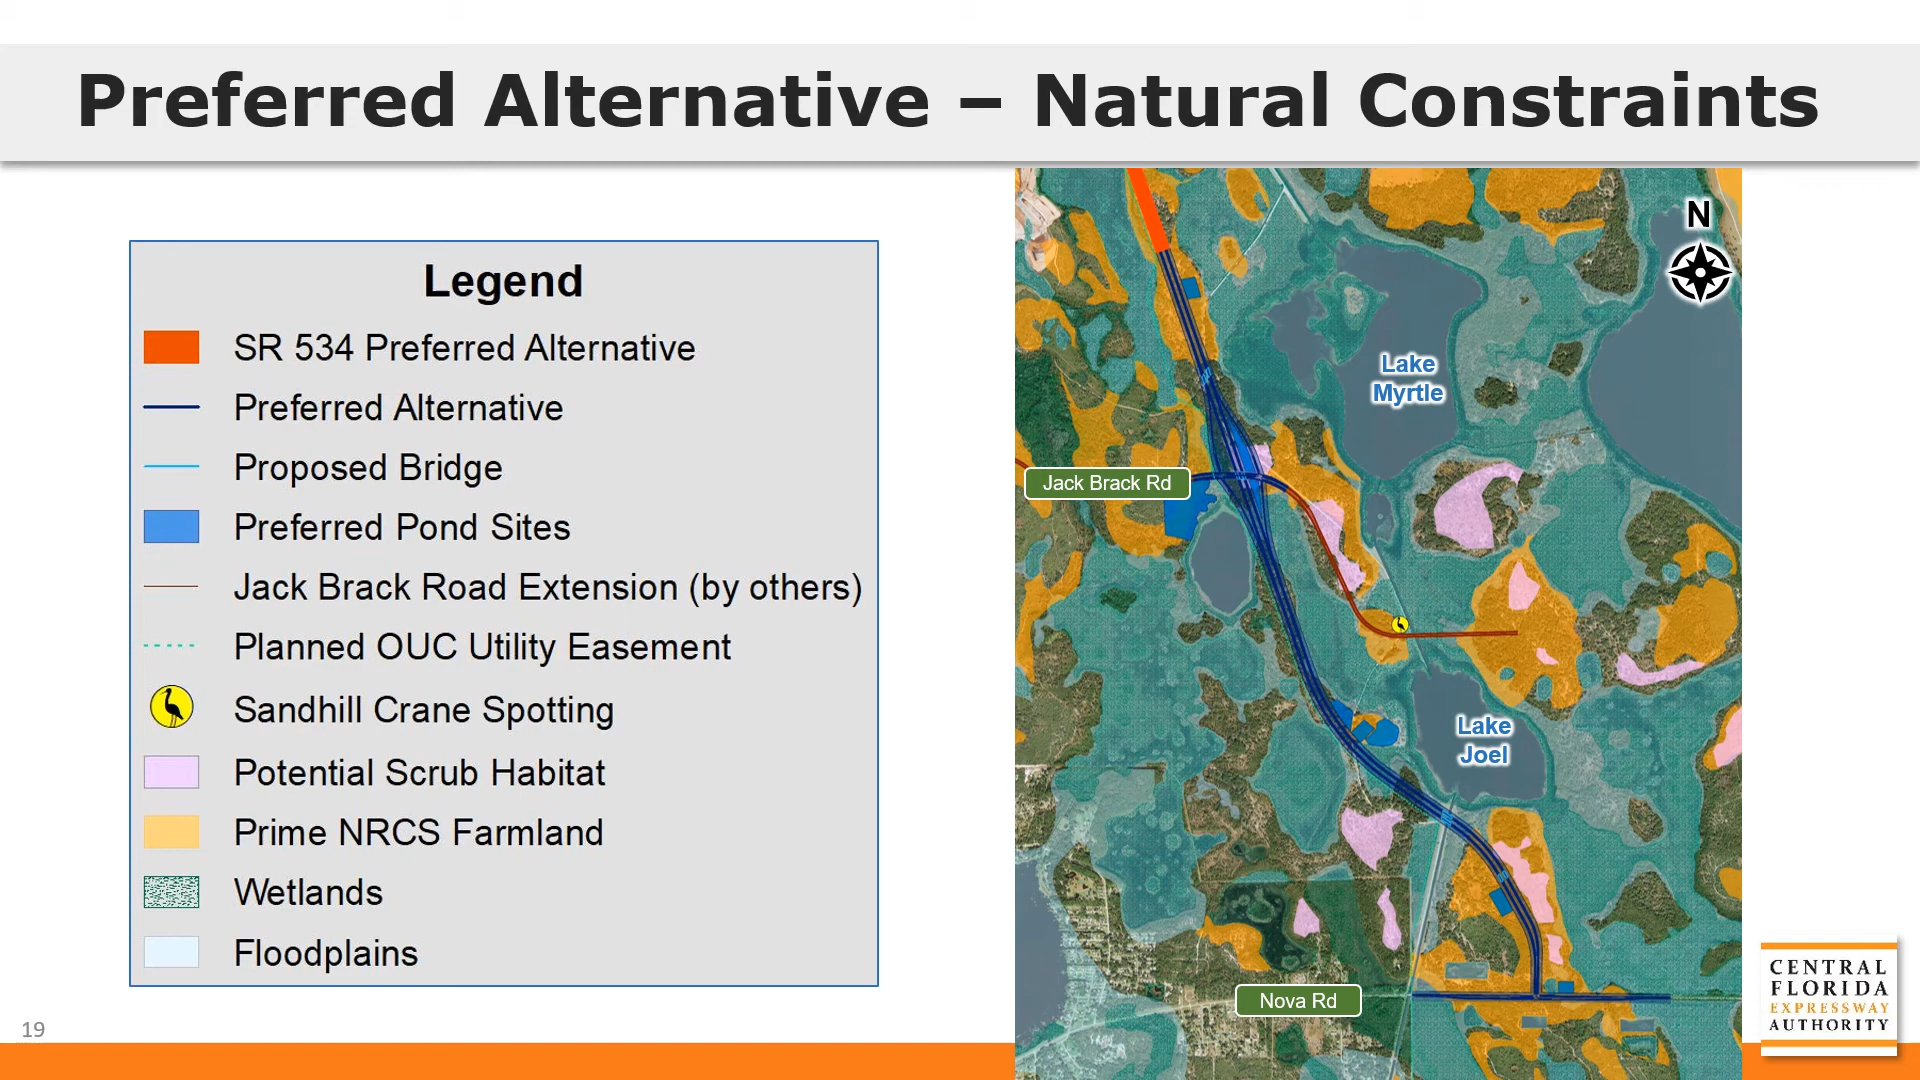 Preferred Alternative – Natural Constraints
Legend
SR 534 Preferred Alternative
Preferred Alternative
Proposed Bridge
Preferred Pond Sites
Jack Brack Road Extension (by others)
Planned OUC Utility Easement
Sandhill Crane Spotting
Potential Scrub Habitat
Prime NRCS Farmland
Wetlands
Floodplains
N
Lake
Myrtle
Jack Brack Rd
Lake
Joel
Nova Rd
CENTRAL
FLORIDA
EXPRESSWAY
AUTHORITY
19